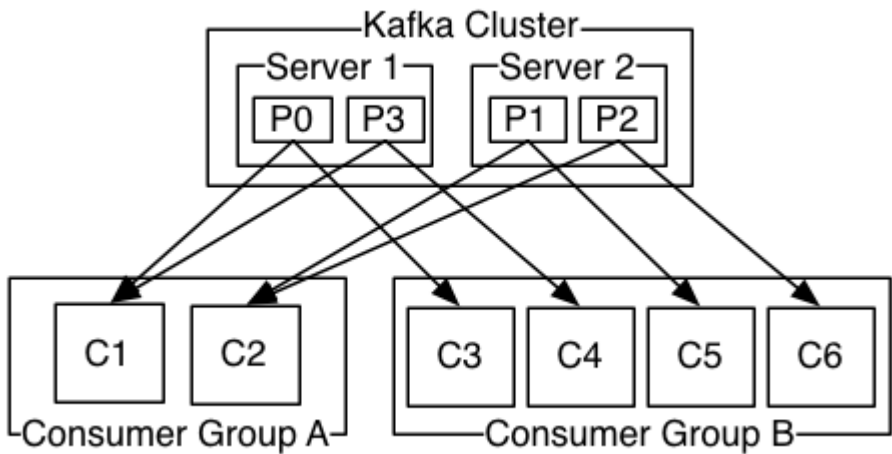 Kafka Cluster
Server 1
Server 2
P0
P3
P1
P2
C1
C2
C3
C4
C5
C6
Consumer Group A
Consumer Group B